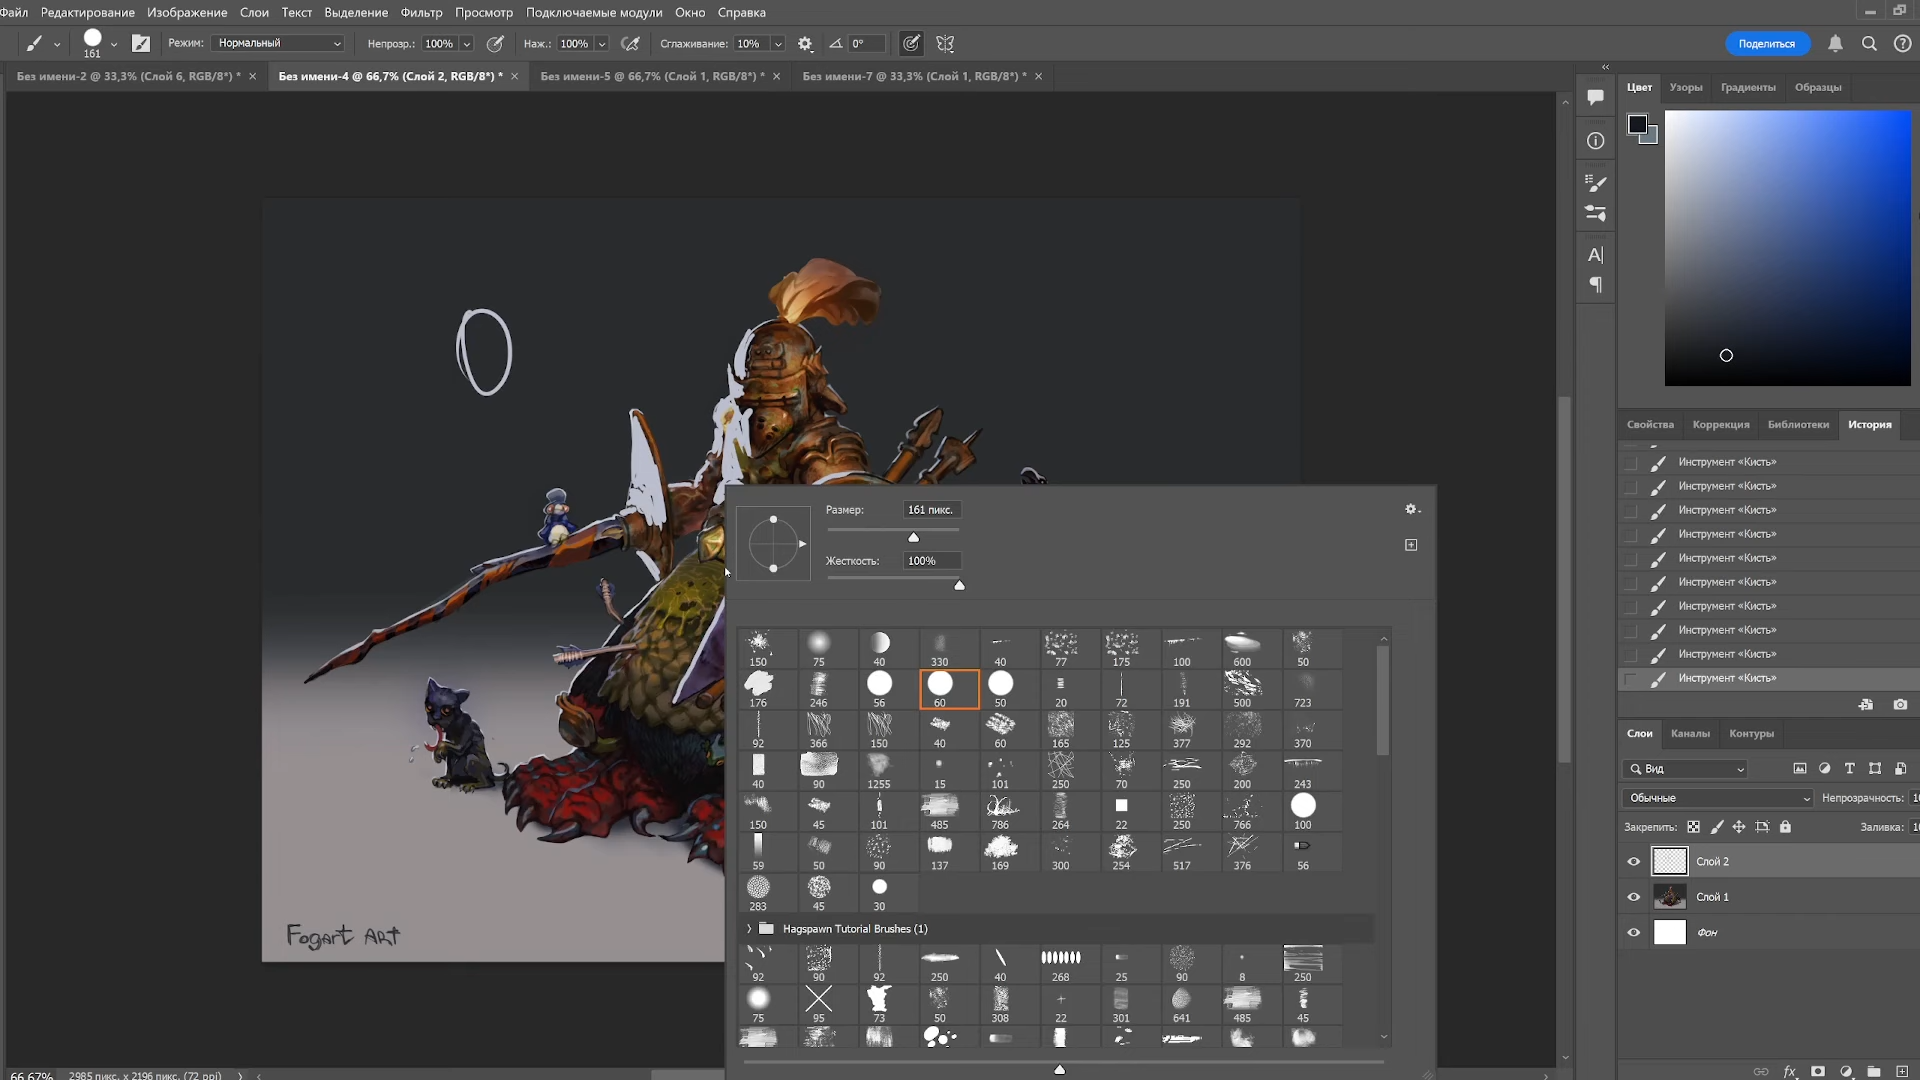 Файл Редактирование Изображение Слои Текст Выделение Фильтр Просмотр Подключаемые модули Окно Справка
161 Режим: Нормальный Непрозр.: 100% Наж.: 100% Сглаживание: 10% 0° Поделиться
Без имени-2 @ 33,3% (Слой 6, RGB/8*) * × Без имени-4 @ 66,7% (Слой 2, RGB/8*) * × Без имени-5 @ 66,7% (Слой 1, RGB/8*) * × Без имени-7 @ 33,3% (Слой 1, RGB/8*) * ×
Цвет Узоры Градиенты Образцы
Свойства Коррекция Библиотеки История
Инструмент «Кисть»
Инструмент «Кисть»
Инструмент «Кисть»
Инструмент «Кисть»
Инструмент «Кисть»
Инструмент «Кисть»
Инструмент «Кисть»
Инструмент «Кисть»
Инструмент «Кисть»
Инструмент «Кисть»
Размер: 161 пикс.
Жесткость: 100%
150 75 40 330 40 77 175 100 600 50
176 246 56 60 50 20 72 191 500 723
92 366 150 40 60 165 125 377 292 370
40 90 1255 15 101 250 70 250 200 243
150 45 101 485 786 264 22 250 766 100
59 50 90 137 169 300 254 517 376 56
283 45 30
Hagspawn Tutorial Brushes (1)
92 90 92 250 40 268 25 90 8 250
75 95 73 50 308 22 301 641 485 45
Слои Каналы Контуры
Вид
Обычные Непрозрачность:
Закрепить: Заливка:
Слой 2
Слой 1
Фон
Fogart ART
66,67% 2985 пикс. x 2196 пикс. (72 ppi)